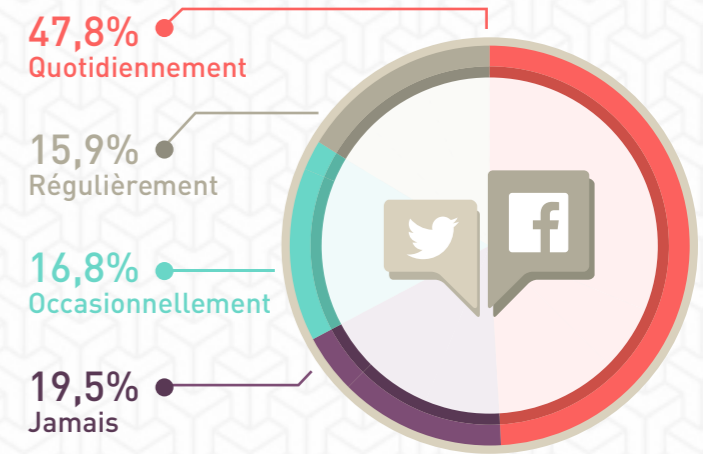 47,8%
Quotidiennement
15,9%
Régulièrement
16,8%
Occasionnellement
19,5%
Jamais